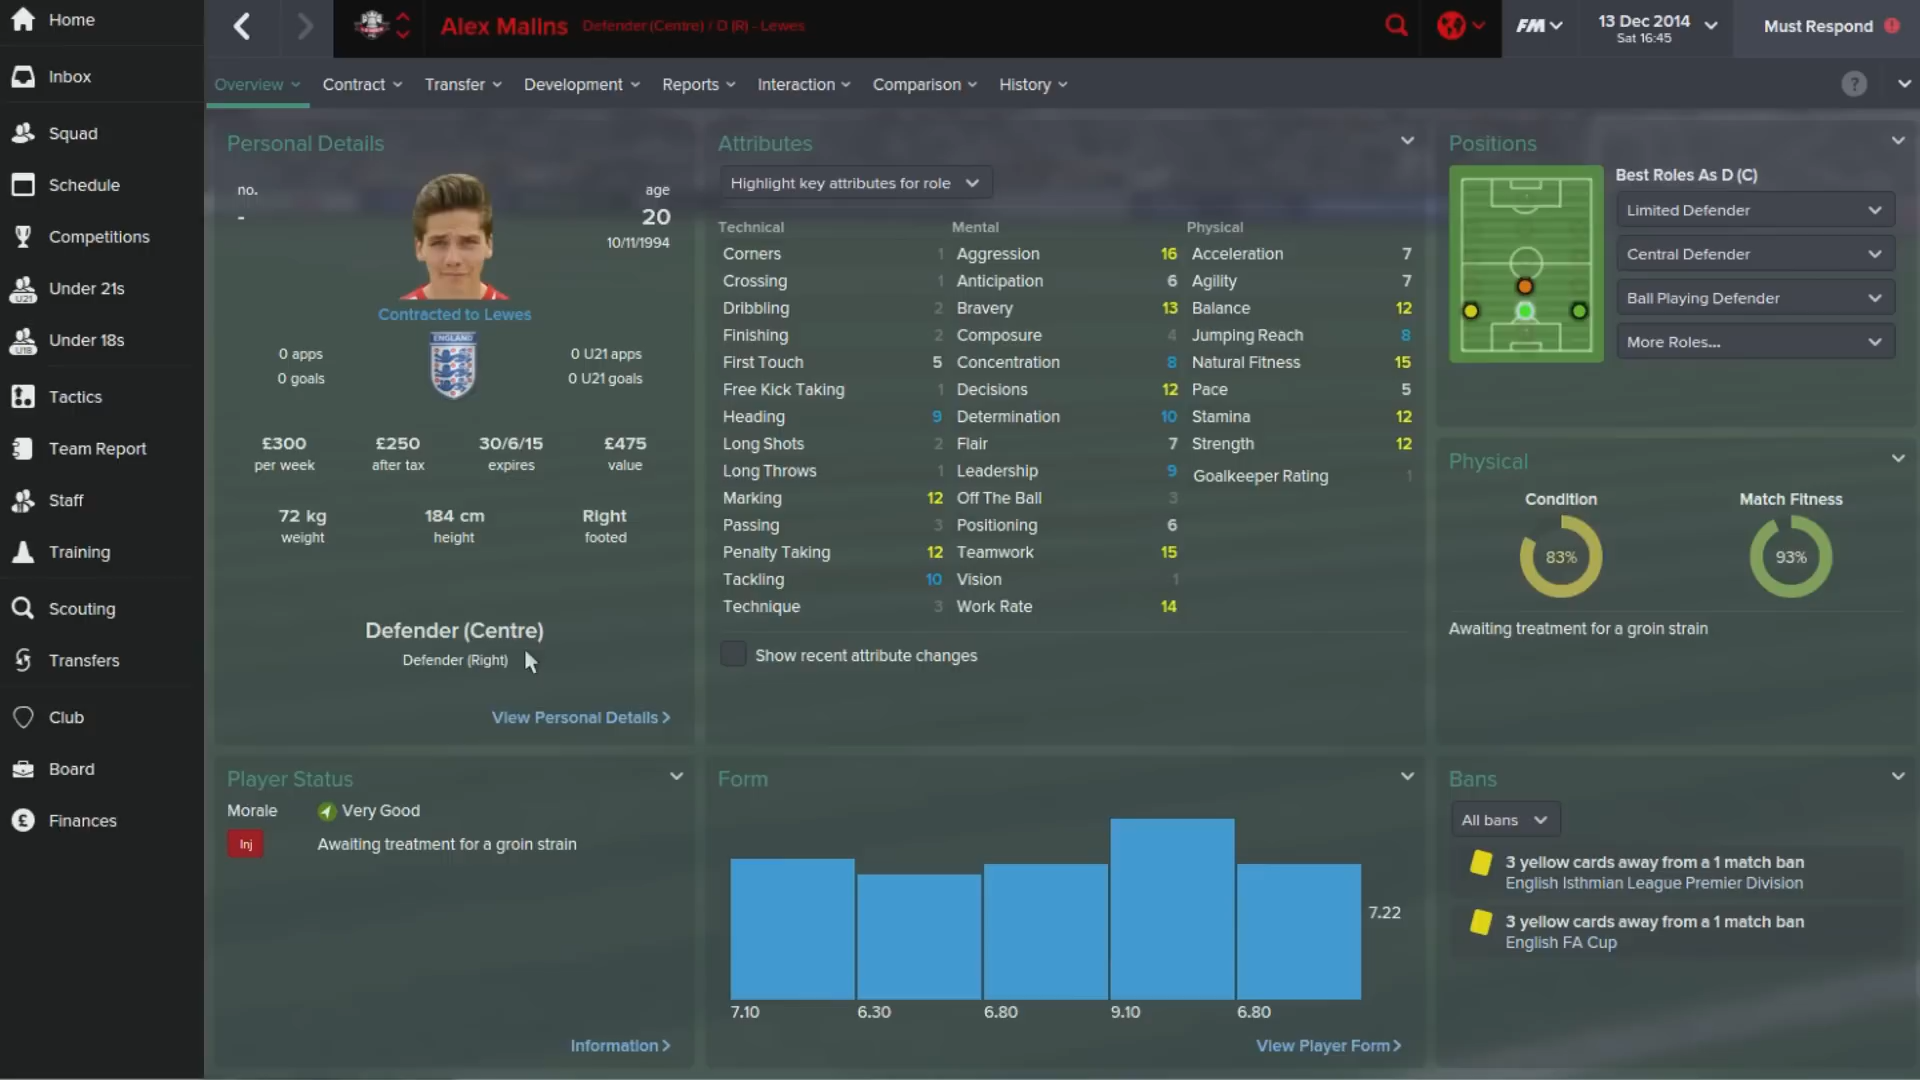 Home
Inbox
Squad
Schedule
Competitions
Under 21s
Under 18s
Tactics
Team Report
Staff
Training
Scouting
Transfers
Club
Board
Finances
U21
U18
Alex Malins
Defender (Centre) / D (R) - Lewes
FM
13 Dec 2014
Sat 16:45
Must Respond
Overview
Contract
Transfer
Development
Reports
Interaction
Comparison
History
?
Personal Details
no.
-
age
20
10/11/1994
Contracted to Lewes
ENGLAND
0 apps
0 goals
0 U21 apps
0 U21 goals
£300
per week
£250
after tax
30/6/15
expires
£475
value
72 kg
weight
184 cm
height
Right
footed
Defender (Centre)
Defender (Right)
View Personal Details >
Attributes
Highlight key attributes for role
Technical
Corners 1
Crossing 1
Dribbling 2
Finishing 2
First Touch 5
Free Kick Taking 1
Heading 9
Long Shots 2
Long Throws 1
Marking 12
Passing 3
Penalty Taking 12
Tackling 10
Technique 3
Mental
Aggression 16
Anticipation 6
Bravery 13
Composure 4
Concentration 8
Decisions 12
Determination 10
Flair 7
Leadership 9
Off The Ball 3
Positioning 6
Teamwork 15
Vision 1
Work Rate 14
Physical
Acceleration 7
Agility 7
Balance 12
Jumping Reach 8
Natural Fitness 15
Pace 5
Stamina 12
Strength 12
Goalkeeper Rating 1
Show recent attribute changes
Positions
Best Roles As D (C)
Limited Defender
Central Defender
Ball Playing Defender
More Roles...
Physical
Condition
83%
Match Fitness
93%
Awaiting treatment for a groin strain
Player Status
Morale
Very Good
Inj
Awaiting treatment for a groin strain
Information >
Form
7.22
7.10
6.30
6.80
9.10
6.80
View Player Form >
Bans
All bans
3 yellow cards away from a 1 match ban
English Isthmian League Premier Division
3 yellow cards away from a 1 match ban
English FA Cup